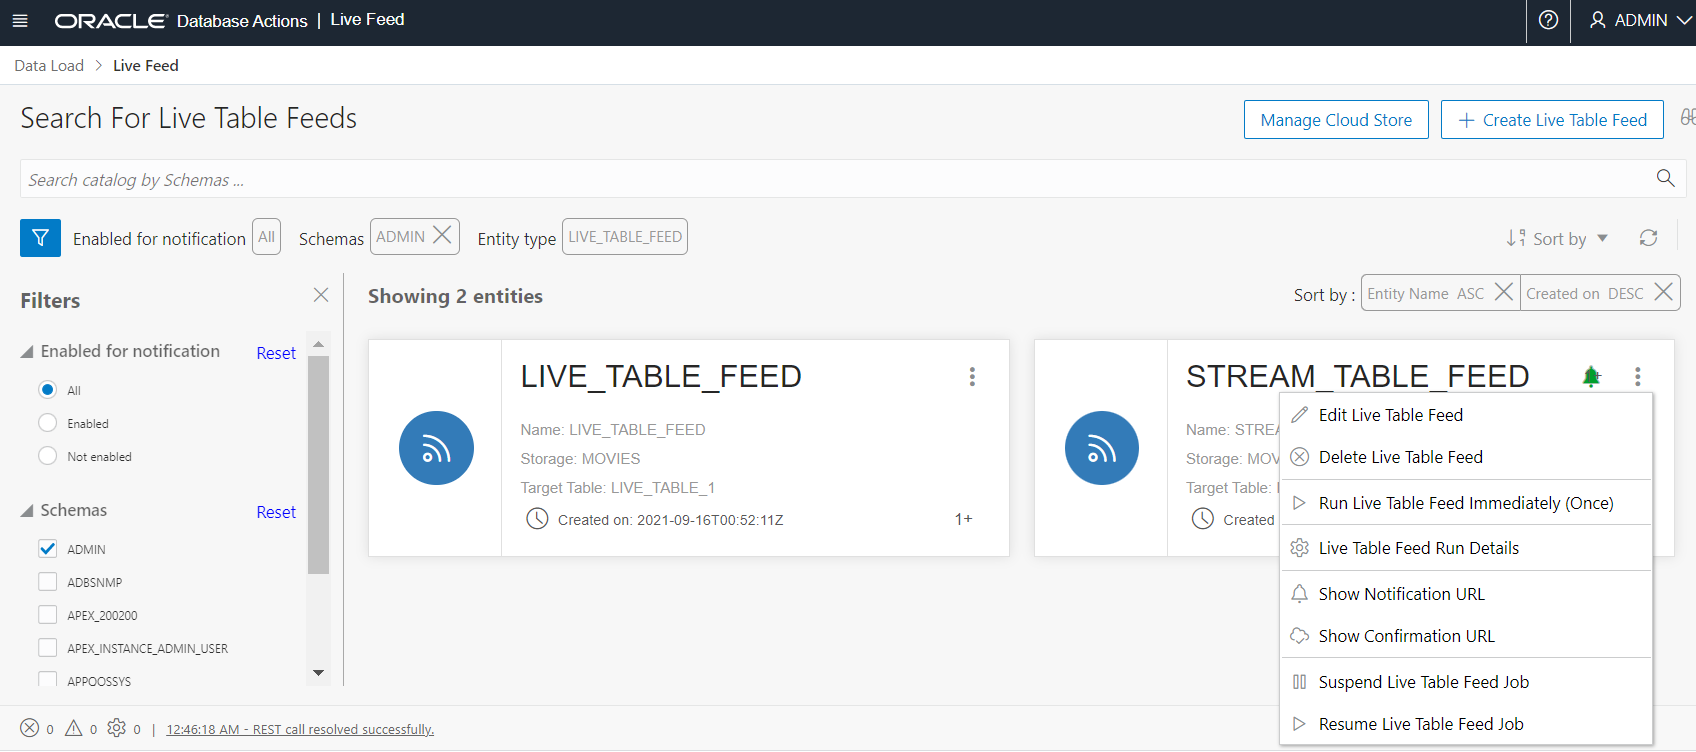 ORACLE Database Actions | Live Feed
ADMIN
Data Load > Live Feed
Search For Live Table Feeds
Manage Cloud Store
+ Create Live Table Feed
Search catalog by Schemas ...
Enabled for notification All Schemas ADMIN Entity type LIVE_TABLE_FEED
Sort by
Filters
Showing 2 entities
Sort by : Entity Name ASC Created on DESC
Enabled for notification Reset
All
Enabled
Not enabled
Schemas Reset
ADMIN
ADBSNMP
APEX_200200
APEX_INSTANCE_ADMIN_USER
APPQOSSYS
LIVE_TABLE_FEED
Name: LIVE_TABLE_FEED
Storage: MOVIES
Target Table: LIVE_TABLE_1
Created on: 2021-09-16T00:52:11Z 1+
STREAM_TABLE_FEED
Name:
Storage:
Target Table:
Created
Edit Live Table Feed
Delete Live Table Feed
Run Live Table Feed Immediately (Once)
Live Table Feed Run Details
Show Notification URL
Show Confirmation URL
Suspend Live Table Feed Job
Resume Live Table Feed Job
0 0 0 | 12:46:18 AM - REST call resolved successfully.